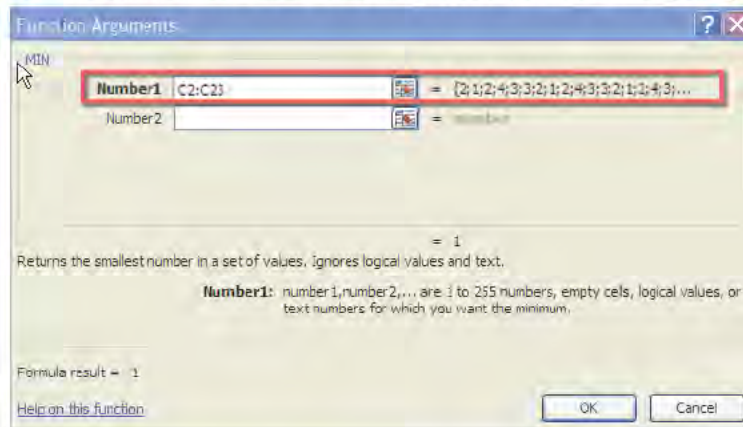 Function Arguments
MIN
Number1 C2:C23 = {2;1;2;4;3;3;2;1;2;4;3;3;2;1;2;4;3;...
Number2 = number
= 1
Returns the smallest number in a set of values. Ignores logical values and text.
Number1: number1,number2,... are 1 to 255 numbers, empty cells, logical values, or
text numbers for which you want the minimum.
Formula result = 1
Help on this function
OK Cancel